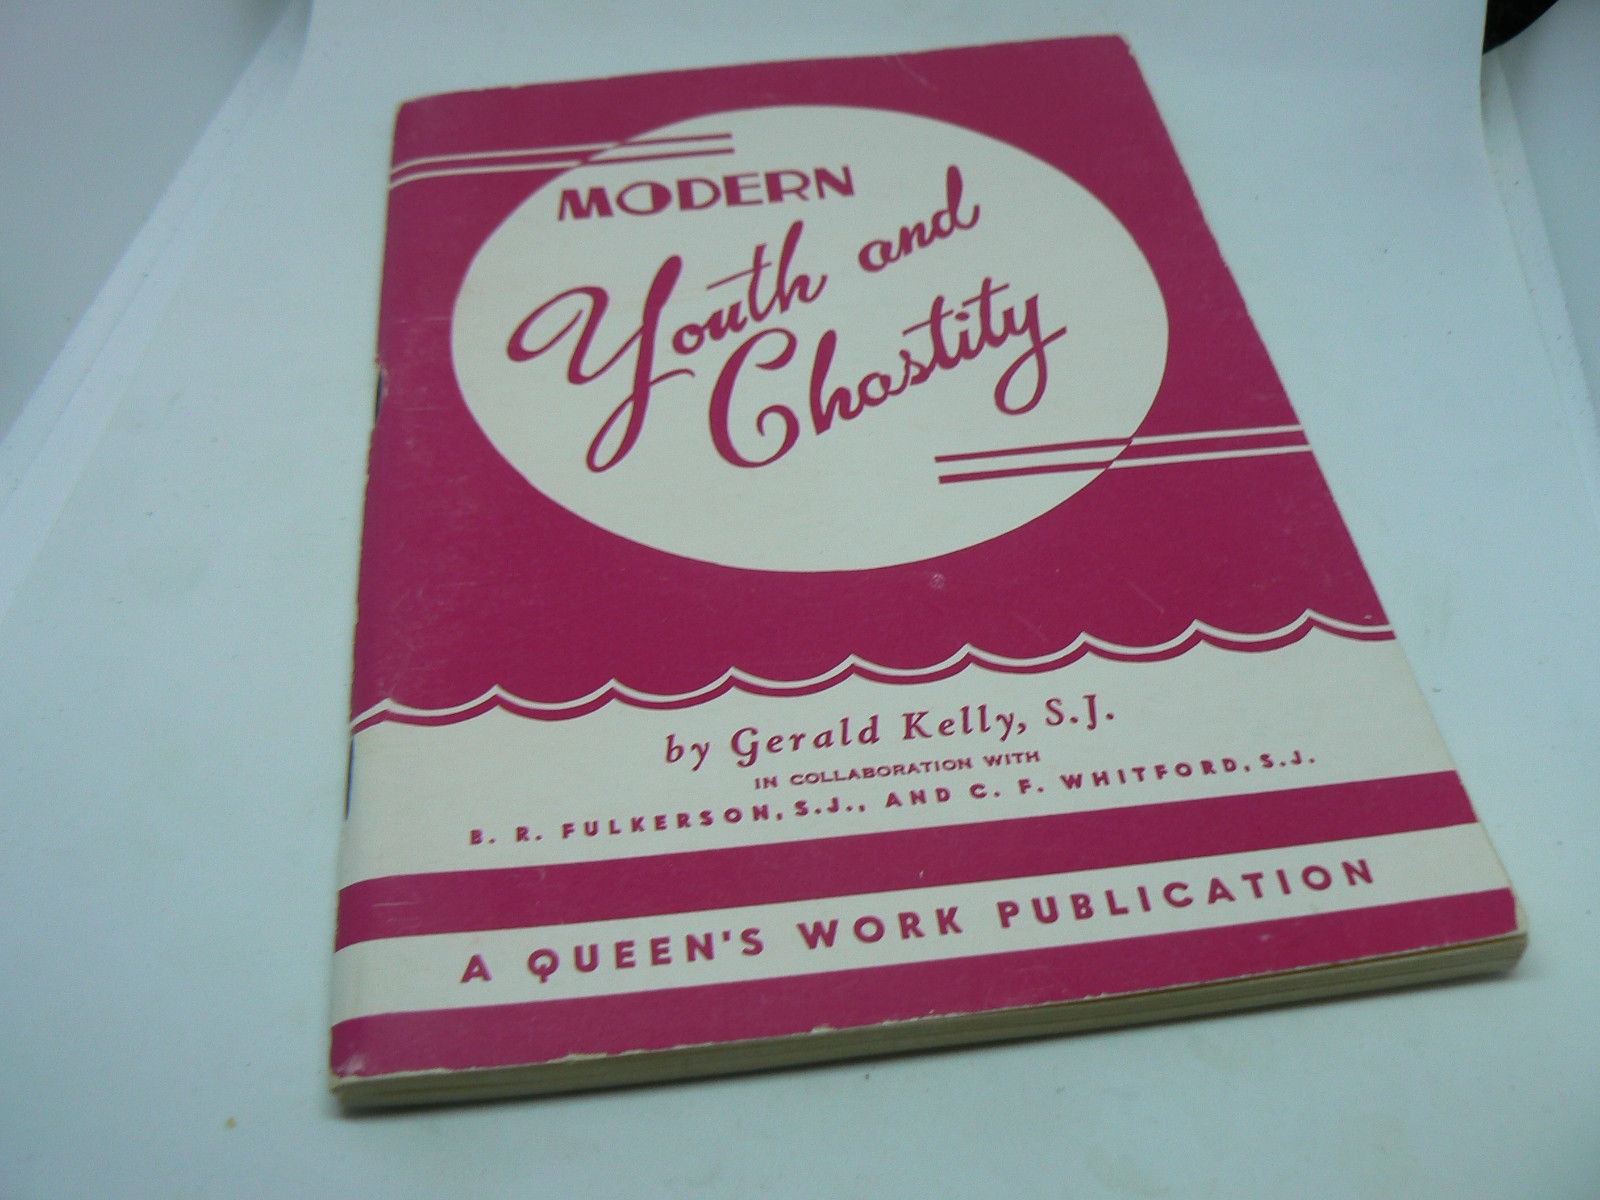 MODERN
Youth and
Chastity
by Gerald Kelly, S.J.
IN COLLABORATION WITH
B. R. FULKERSON, S.J., AND C. F. WHITFORD, S.J.
A QUEEN'S WORK PUBLICATION